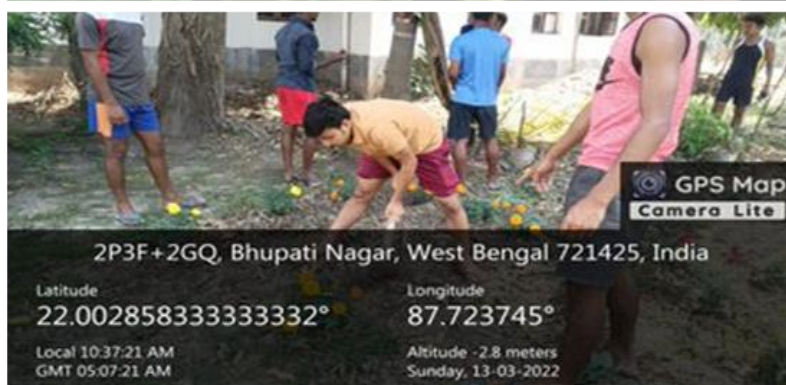 GPS Map
Camera Lite
2P3F+2GQ, Bhupati Nagar, West Bengal 721425, India
Latitude
22.002858333333332°
Longitude
87.723745°
Local 10:37:21 AM
GMT 05:07:21 AM
Altitude -2.8 meters
Sunday, 13-03-2022